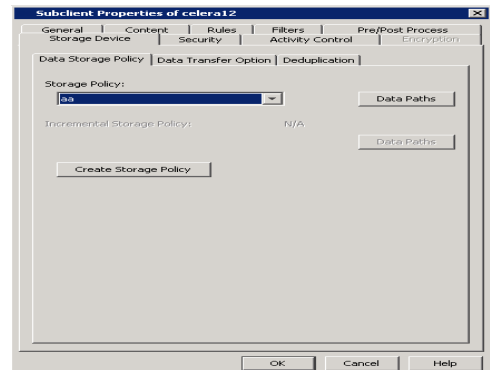 Subclient Properties of celera12
General Content Rules Filters Pre/Post Process
Storage Device Security Activity Control Encryption
Data Storage Policy Data Transfer Option Deduplication
Storage Policy:
aa Data Paths
Incremental Storage Policy: N/A
Data Paths
Create Storage Policy
OK Cancel Help